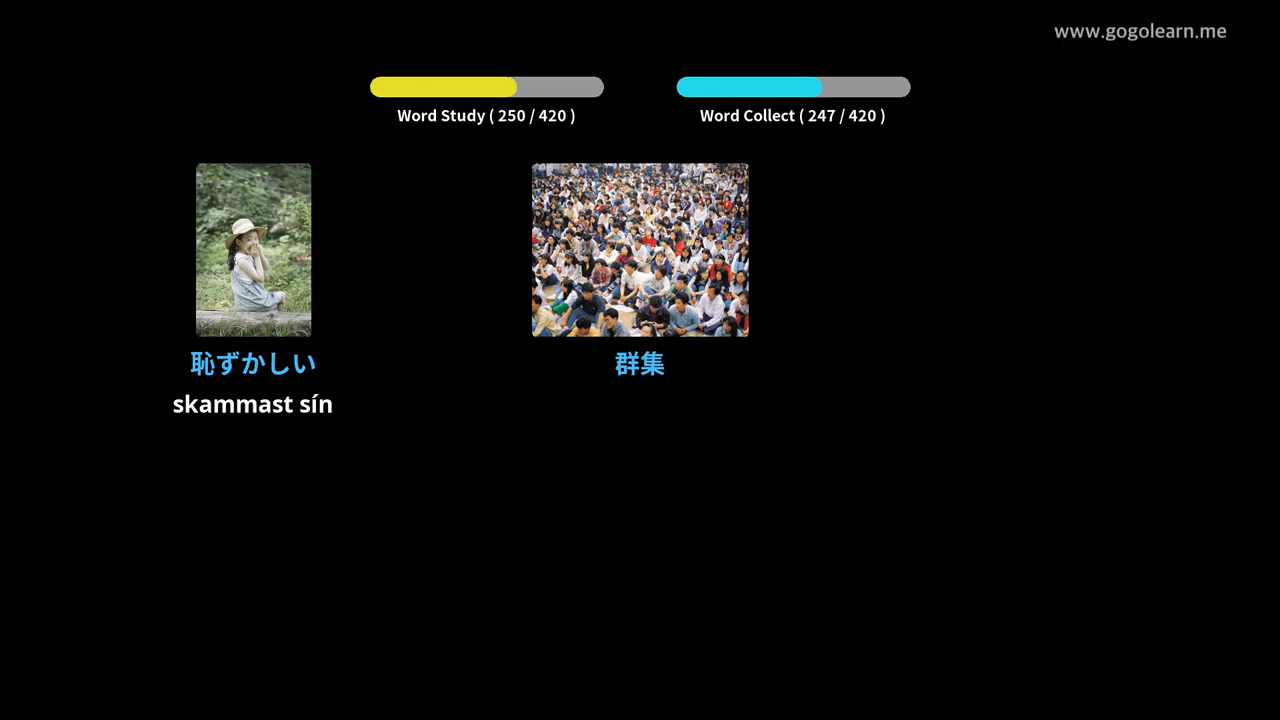 www.gogolearn.me
Word Study ( 250 / 420 )
Word Collect ( 247 / 420 )
恥ずかしい
群集
skammast sín